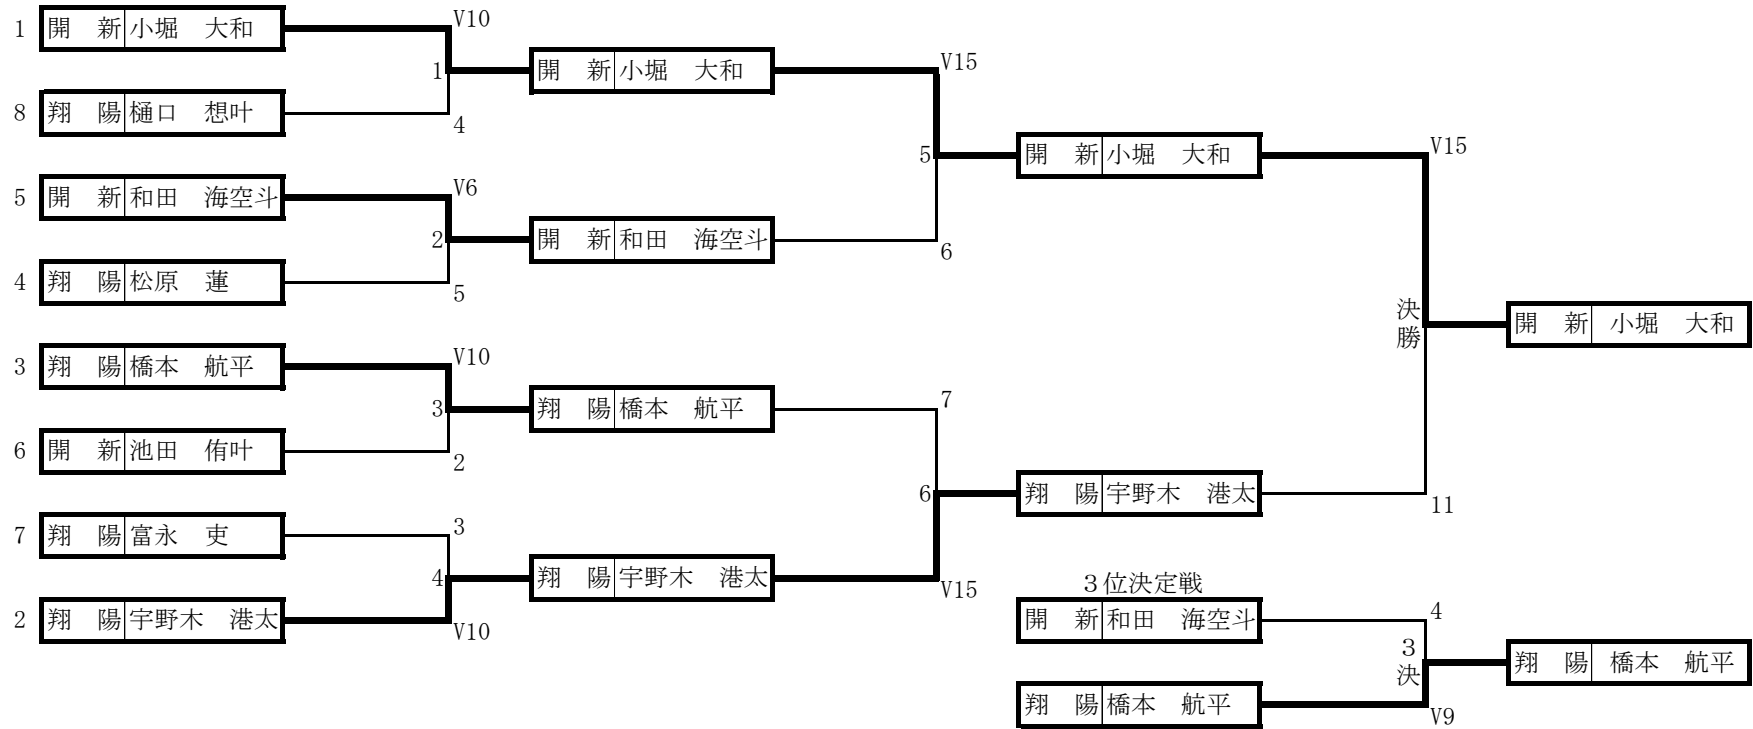 1 開 新 小堀 大和 V10
1 開 新 小堀 大和 V15
8 翔 陽 樋口 想叶 4
5 開 新 小堀 大和 V15
5 開 新 和田 海空斗 V6
2 開 新 和田 海空斗 6
4 翔 陽 松原 蓮 5
決勝 開 新 小堀 大和
3 翔 陽 橋本 航平 V10
3 翔 陽 橋本 航平 7
6 開 新 池田 侑叶 2
6 翔 陽 宇野木 港太 11
7 翔 陽 富永 吏 3
4 翔 陽 宇野木 港太 V15
2 翔 陽 宇野木 港太 V10
３位決定戦
開 新 和田 海空斗 4
３決 翔 陽 橋本 航平
翔 陽 橋本 航平 V9